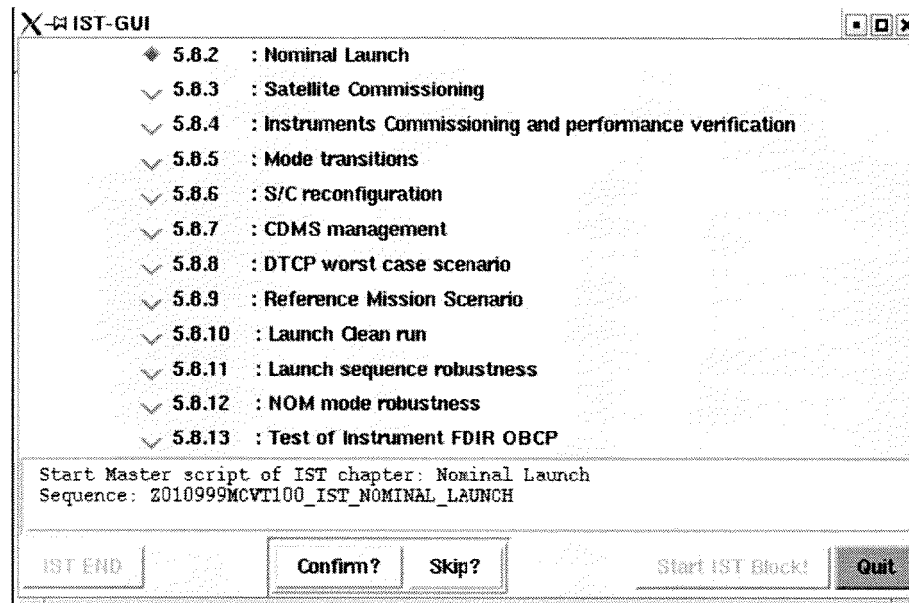 IST-GUI
5.8.2 : Nominal Launch
5.8.3 : Satellite Commissioning
5.8.4 : Instruments Commissioning and performance verification
5.8.5 : Mode transitions
5.8.6 : S/C reconfiguration
5.8.7 : CDMS management
5.8.8 : DTCP worst case scenario
5.8.9 : Reference Mission Scenario
5.8.10 : Launch Clean run
5.8.11 : Launch sequence robustness
5.8.12 : NOM mode robustness
5.8.13 : Test of Instrument FDIR OBCP
Start Master script of IST chapter: Nominal Launch
Sequence: Z010999MCVT100_IST_NOMINAL_LAUNCH
IST END Confirm? Skip? Start IST Block! Quit